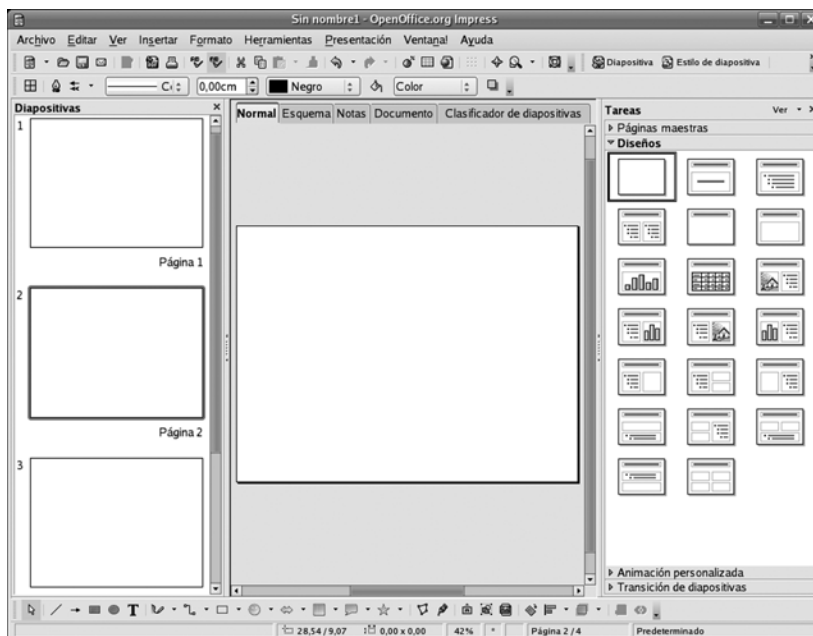 Sin nombre1 - OpenOffice.org Impress
Archivo Editar Ver Insertar Formato Herramientas Presentación Ventana! Ayuda
Diapositiva Estilo de diapositiva
0,00cm Negro Color
Diapositivas
Normal Esquema Notas Documento Clasificador de diapositivas
Tareas Ver
Páginas maestras
Diseños
1
Página 1
2
Página 2
3
Animación personalizada
Transición de diapositivas
T
28,54 / 9,07 0,00 x 0,00 42% * Página 2 / 4 Predeterminado